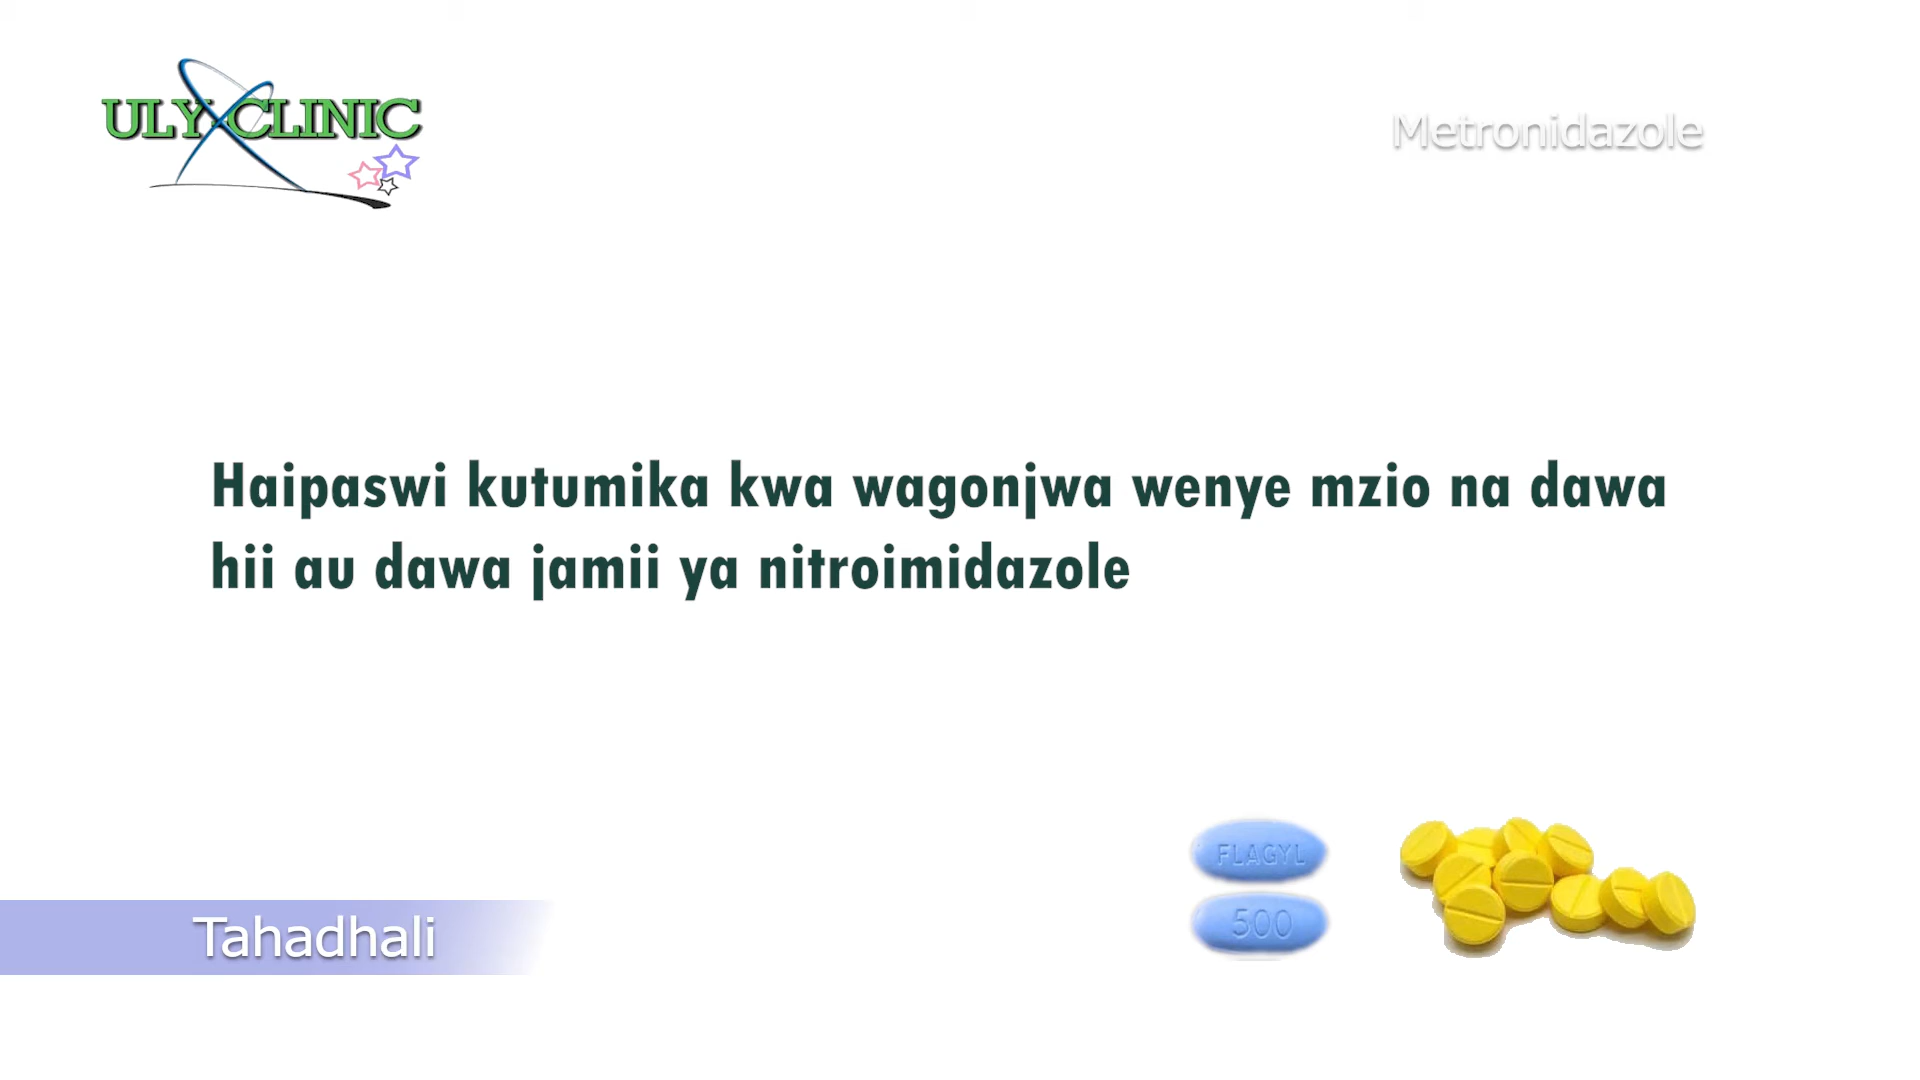 ULY CLINIC
Metronidazole
Haipaswi kutumika kwa wagonjwa wenye mzio na dawa
hii au dawa jamii ya nitroimidazole
FLAGYL
500
Tahadhali